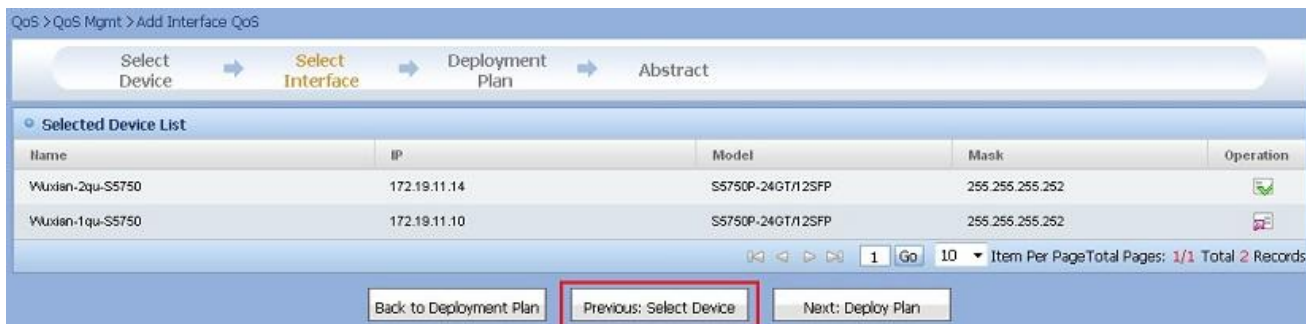 QoS >QoS Mgmt >Add Interface QoS
Select Device
Select Interface
Deployment Plan
Abstract
Selected Device List
Name IP Model Mask Operation
Wuxian-2qu-S5750 172.19.11.14 S5750P-24GT/12SFP 255.255.255.252
Wuxian-1qu-S5750 172.19.11.10 S5750P-24GT/12SFP 255.255.255.252
1 Go 10 Item Per PageTotal Pages: 1/1 Total 2 Records
Back to Deployment Plan Previous: Select Device Next: Deploy Plan